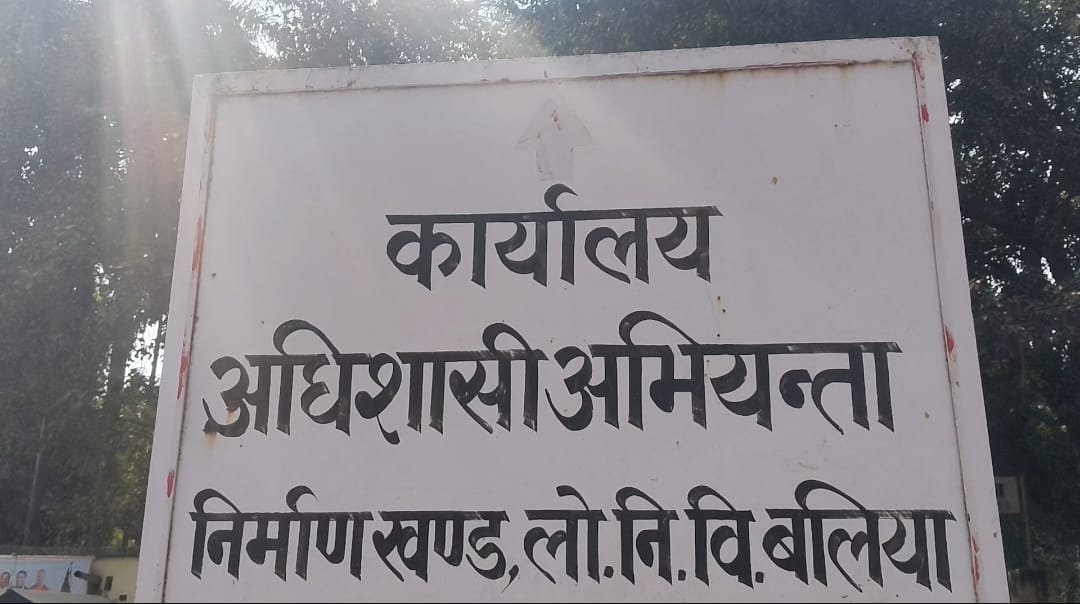 कार्यालय
अधिशासी अभियन्ता
निर्माण खण्ड, लो.नि.वि.बलिया